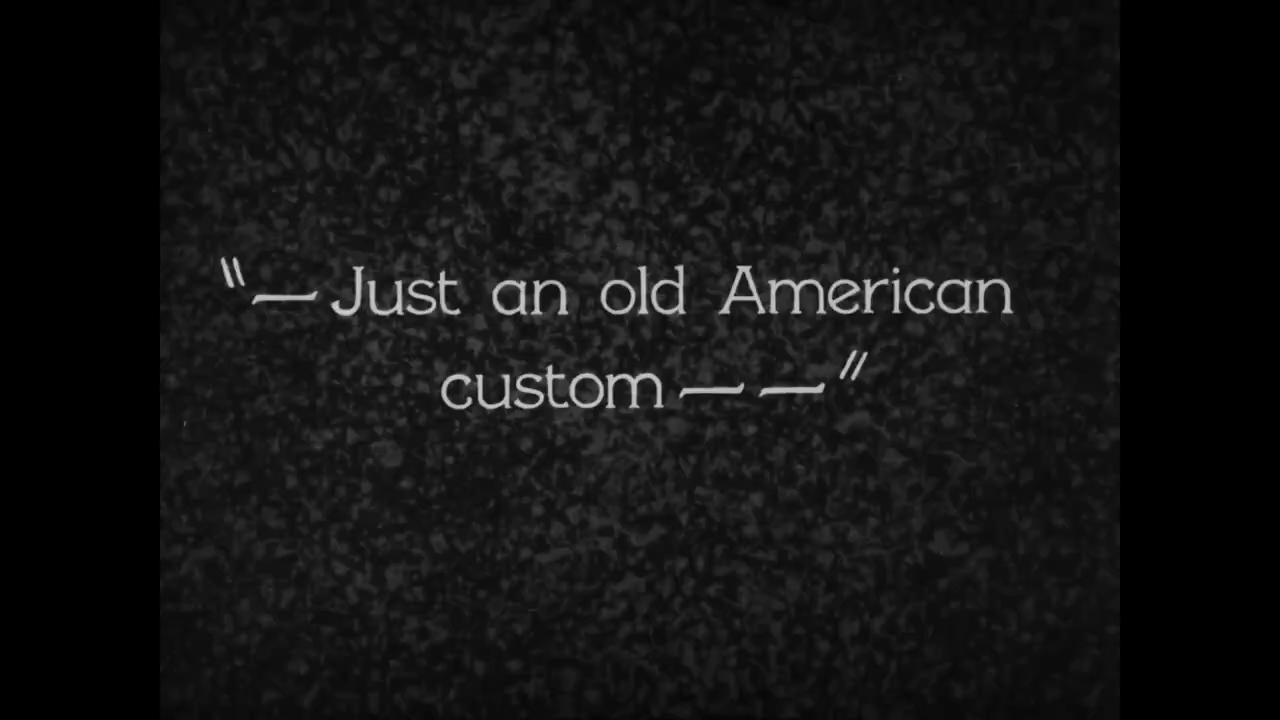 "—Just an old American
custom— —"